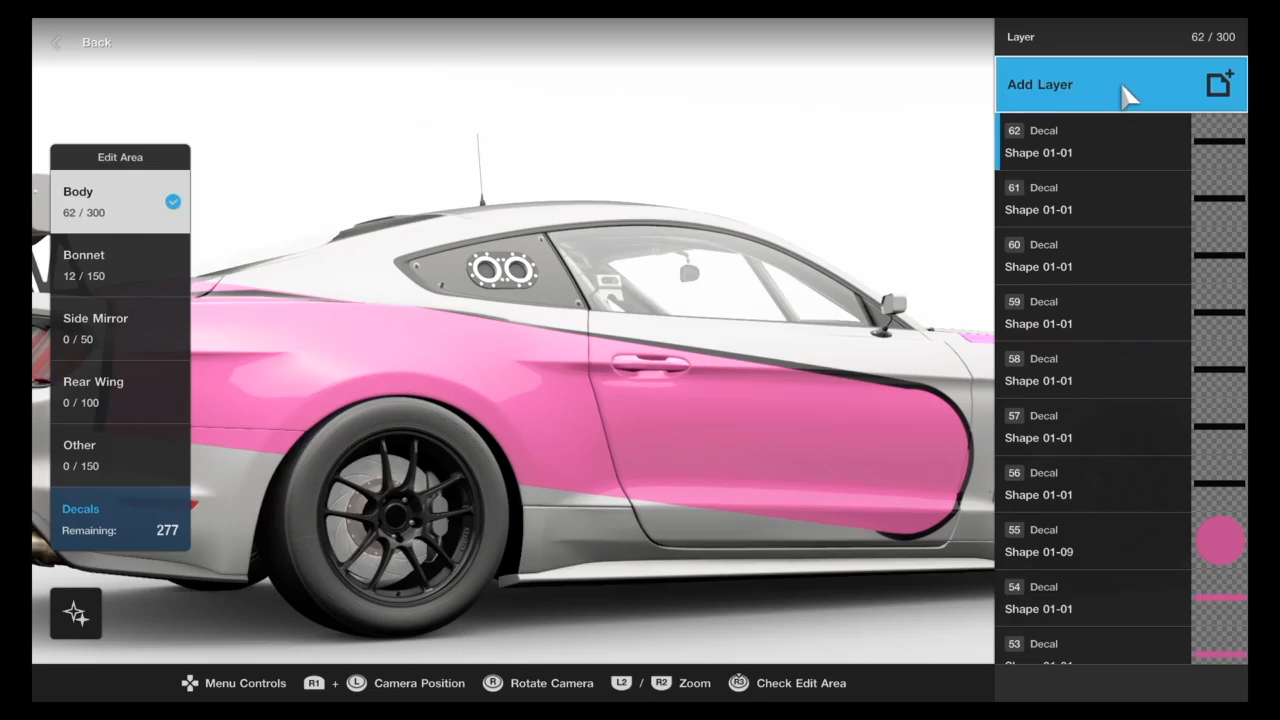 Back
Edit Area
Body
62 / 300
Bonnet
12 / 150
Side Mirror
0 / 50
Rear Wing
0 / 100
Other
0 / 150
Decals
Remaining: 277
Layer 62 / 300
Add Layer
62 Decal
Shape 01-01
61 Decal
Shape 01-01
60 Decal
Shape 01-01
59 Decal
Shape 01-01
58 Decal
Shape 01-01
57 Decal
Shape 01-01
56 Decal
Shape 01-01
55 Decal
Shape 01-09
54 Decal
Shape 01-01
53 Decal
Menu Controls R1 + L Camera Position R Rotate Camera L2 / R2 Zoom R3 Check Edit Area